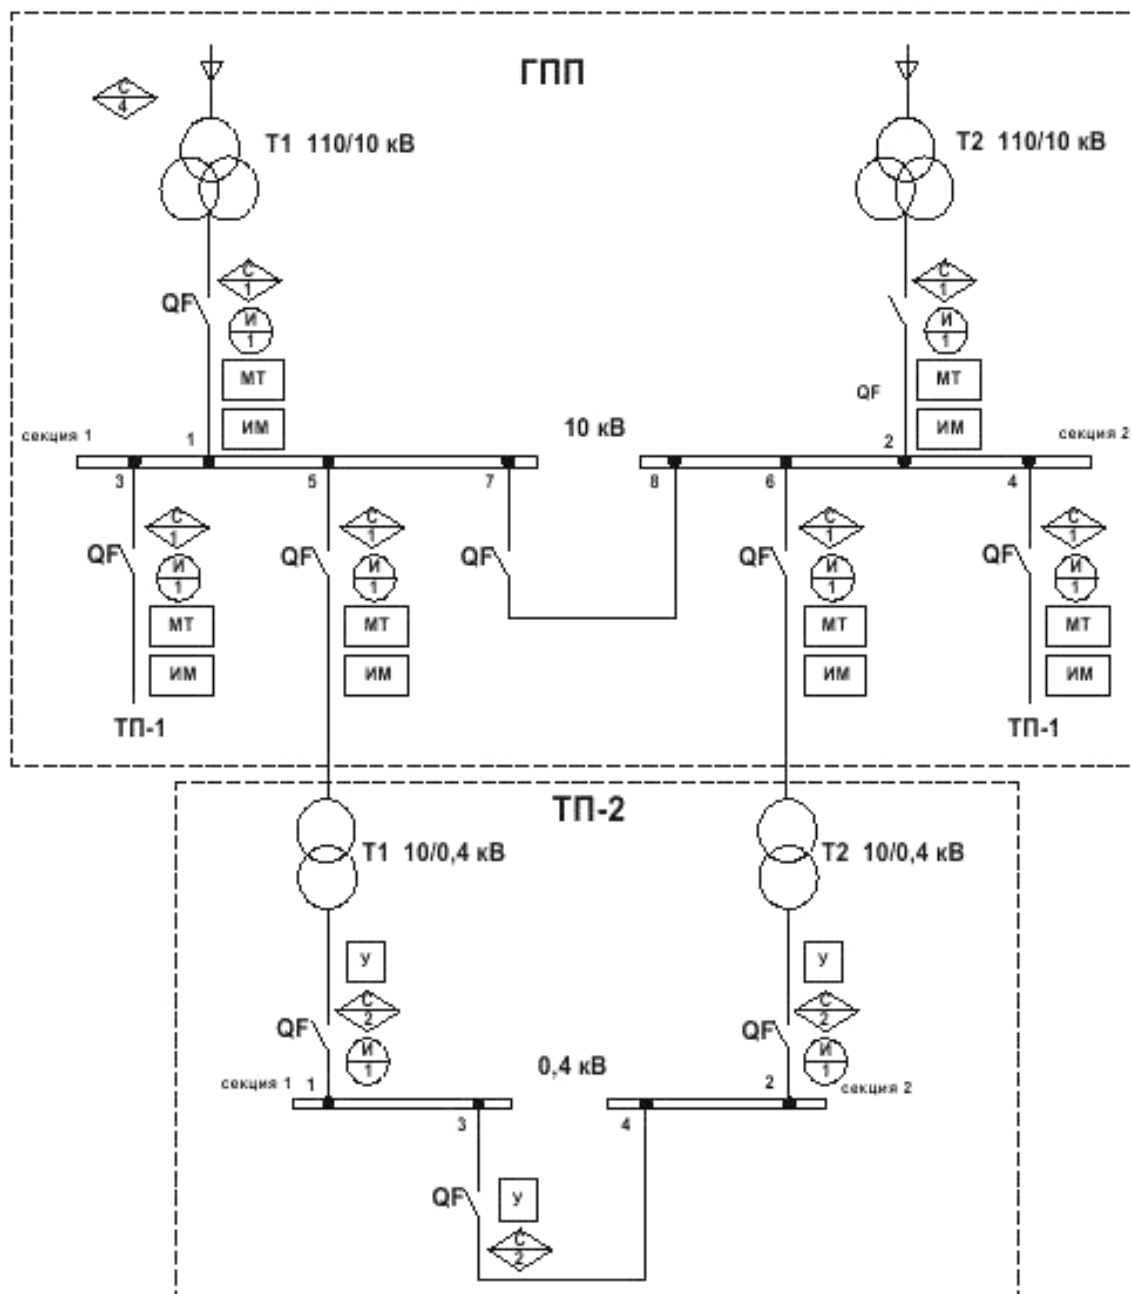 ГПП
С
4
Т1 110/10 кВ
Т2 110/10 кВ
С
1
С
1
QF
И
1
И
1
МТ
МТ
QF
ИМ
ИМ
секция 1
1
10 кВ
2
секция 2
3
5
7
8
6
4
С
1
С
1
С
1
С
1
QF
QF
QF
QF
QF
И
1
И
1
И
1
И
1
МТ
МТ
МТ
МТ
ИМ
ИМ
ИМ
ИМ
ТП-1
ТП-1
ТП-2
Т1 10/0,4 кВ
Т2 10/0,4 кВ
У
У
С
2
С
2
QF
QF
И
1
И
1
0,4 кВ
секция 1
1
2
секция 2
3
4
QF
У
С
2